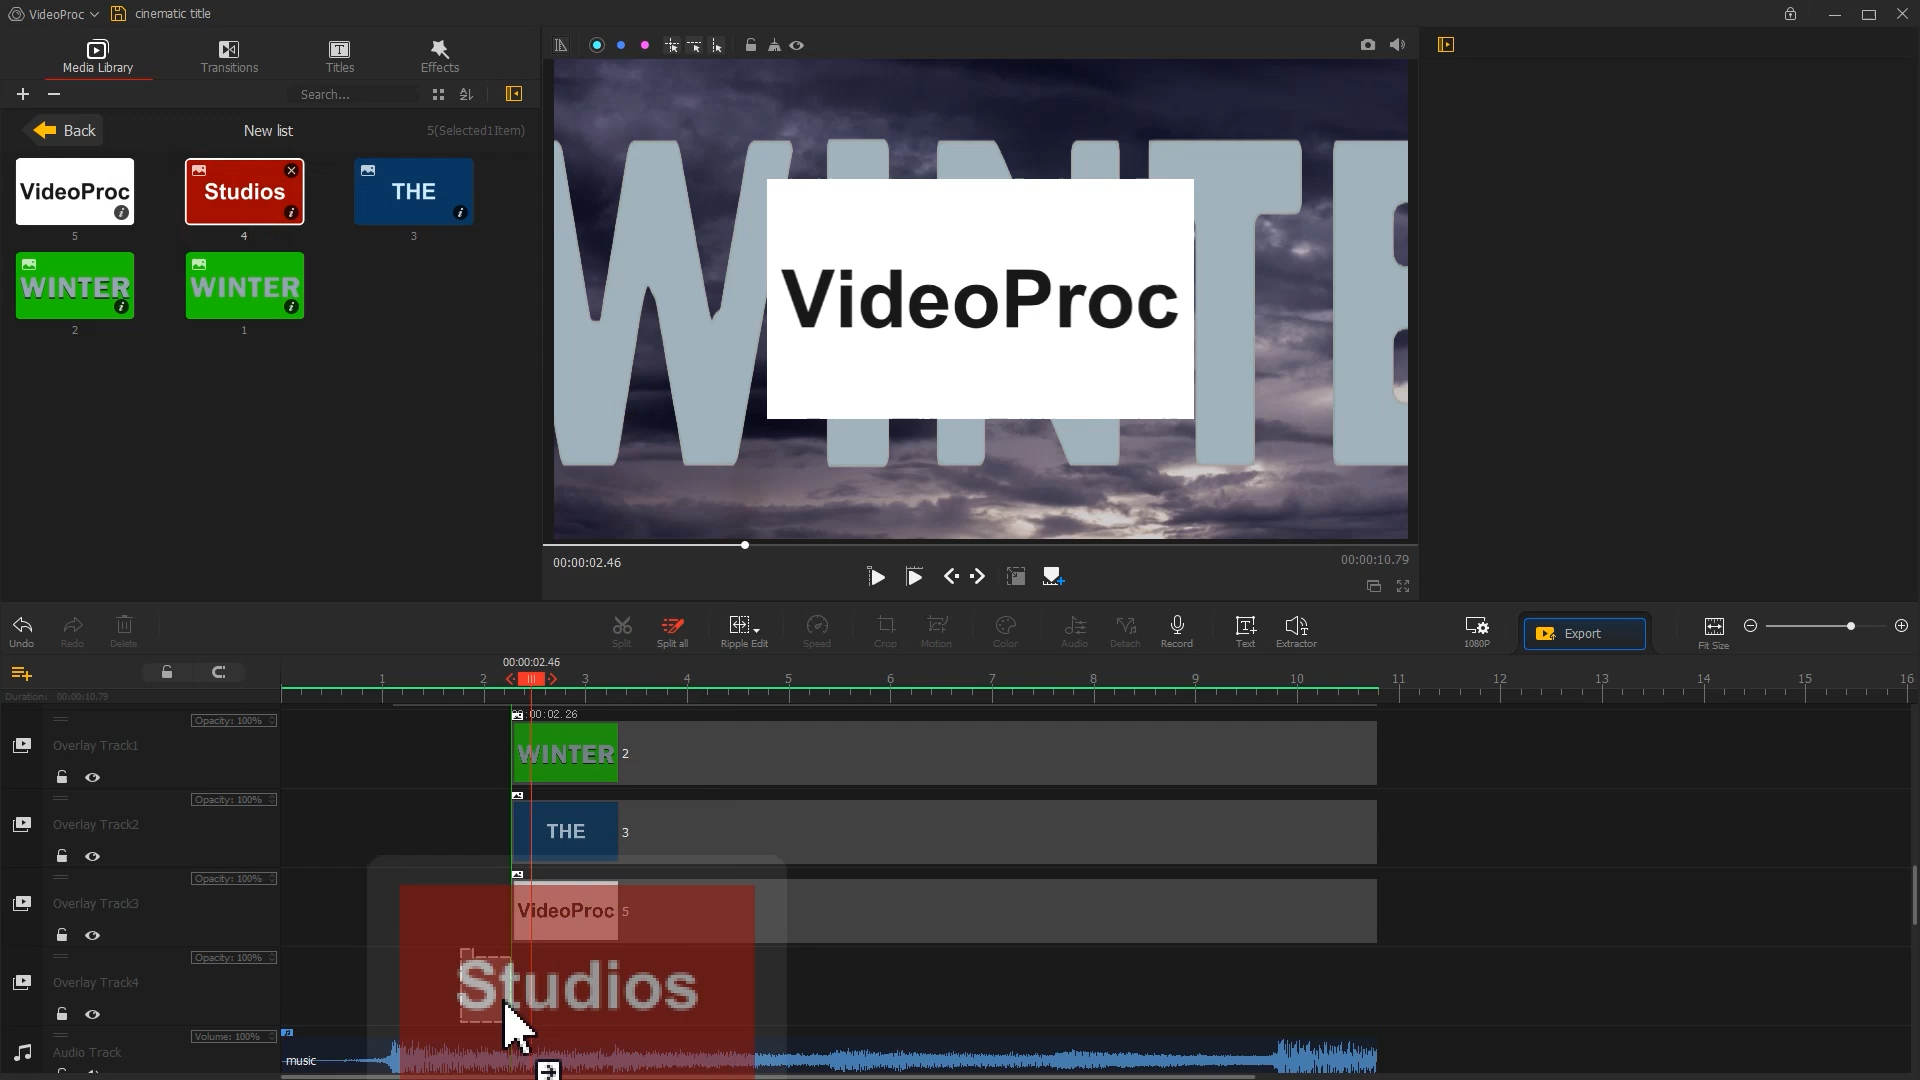 VideoProc
cinematic title
Media Library
Transitions
Titles
Effects
Search...
Back
New list
5(Selected1Item)
VideoProc
Studios
THE
5
4
3
WINTER
WINTER
2
1
WINTE
VideoProc
00:00:02.46
00:00:10.79
Undo
Redo
Delete
Split
Split all
Ripple Edit
Speed
Crop
Motion
Color
Audio
Detach
Record
Text
Extractor
1080P
Export
Fit Size
00:00:02.46
1 2 3 4 5 6 7 8 9 10 11 12 13 14 15 16
Duration: 00:00:10.79
:00:02.26
Opacity: 100%
Overlay Track1
WINTER 2
Opacity: 100%
Overlay Track2
THE 3
Opacity: 100%
Overlay Track3
VideoProc 5
Opacity: 100%
Overlay Track4
Studios
Volume: 100%
Audio Track
music